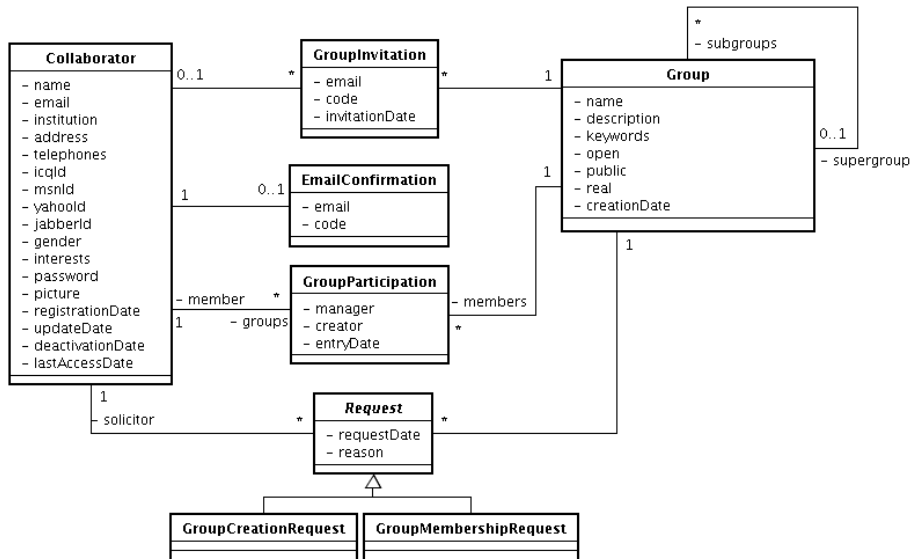 Collaborator
- name
- email
- institution
- address
- telephones
- icqId
- msnId
- yahooId
- jabberId
- gender
- interests
- password
- picture
- registrationDate
- updateDate
- deactivationDate
- lastAccessDate
0..1
*
GroupInvitation
- email
- code
- invitationDate
*
1
Group
- name
- description
- keywords
- open
- public
- real
- creationDate
*
- subgroups
0..1
- supergroup
1
0..1
EmailConfirmation
- email
- code
- member
1
*
- groups
GroupParticipation
- manager
- creator
- entryDate
- members
*
1
1
- solicitor
*
Request
- requestDate
- reason
*
1
GroupCreationRequest
GroupMembershipRequest